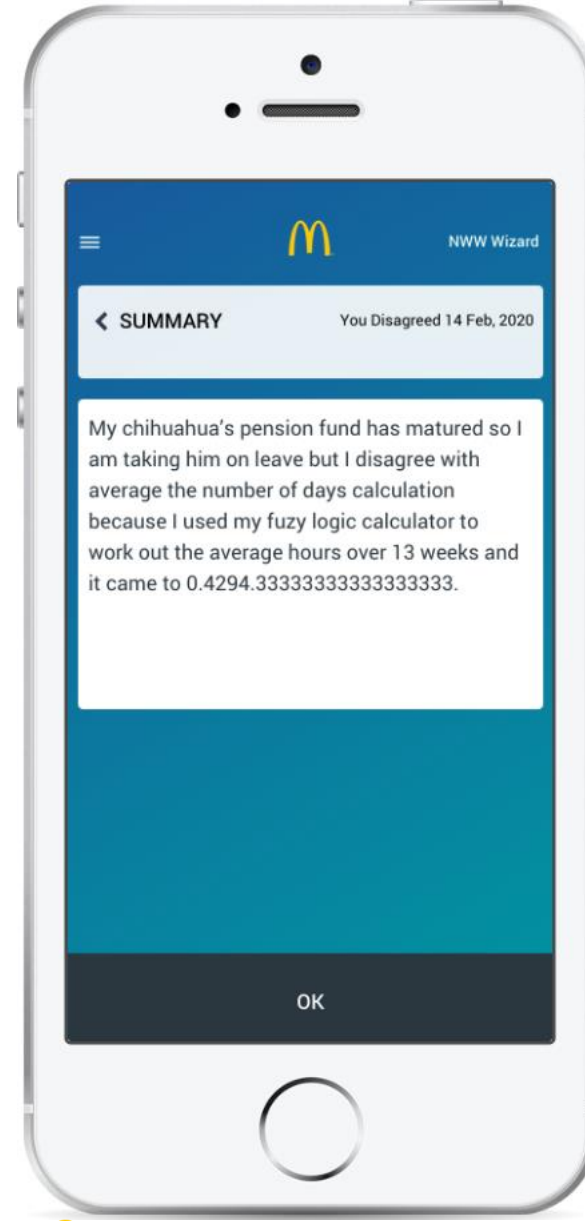 NWW Wizard
SUMMARY
You Disagreed 14 Feb, 2020
My chihuahua's pension fund has matured so I
am taking him on leave but I disagree with
average the number of days calculation
because I used my fuzy logic calculator to
work out the average hours over 13 weeks and
it came to 0.4294.33333333333333333.
OK